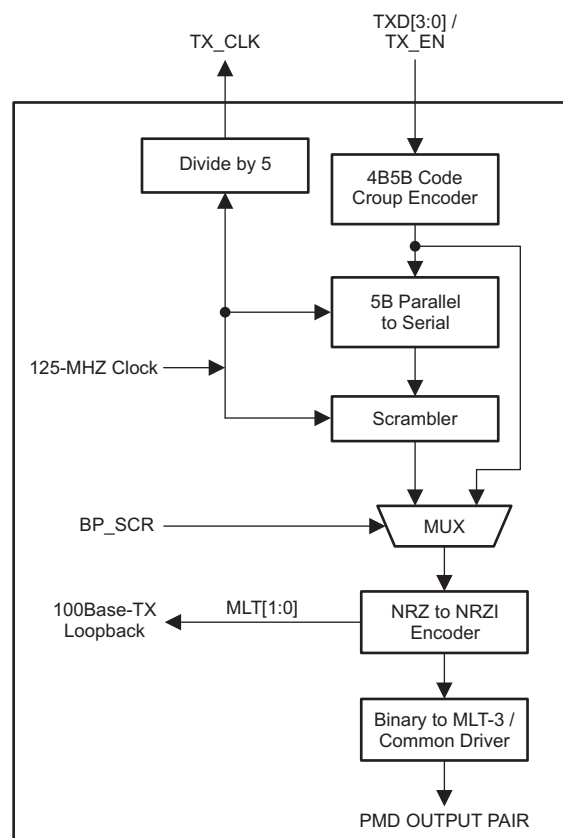 TXD[3:0] /
TX_EN
TX_CLK
Divide by 5
4B5B Code
Croup Encoder
5B Parallel
to Serial
125-MHZ Clock
Scrambler
BP_SCR
MUX
100Base-TX
Loopback
MLT[1:0]
NRZ to NRZI
Encoder
Binary to MLT-3 /
Common Driver
PMD OUTPUT PAIR